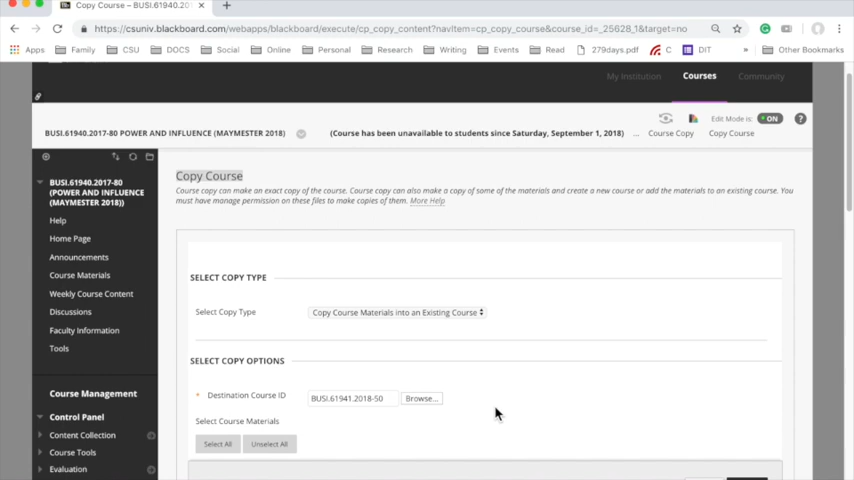 Copy Course – BUSI.61940.201
https://csuniv.blackboard.com/webapps/blackboard/execute/cp_copy_content?navItem=cp_copy_course&course_id=_25628_1&target=no
Apps Family CSU DOCS Social Online Personal Research Writing Events Read 279days.pdf C DIT » Other Bookmarks
My Institution Courses Community
Edit Mode is: ON ?
BUSI.61940.2017-80 POWER AND INFLUENCE (MAYMESTER 2018) (Course has been unavailable to students since Saturday, September 1, 2018) ... Course Copy Copy Course
BUSI.61940.2017-80
(POWER AND INFLUENCE
(MAYMESTER 2018))
Help
Home Page
Announcements
Course Materials
Weekly Course Content
Discussions
Faculty Information
Tools
Course Management
Control Panel
Content Collection
Course Tools
Evaluation
Copy Course
Course copy can make an exact copy of the course. Course copy can also make a copy of some of the materials and create a new course or add the materials to an existing course. You
must have manage permission on these files to make copies of them. More Help
SELECT COPY TYPE
Select Copy Type Copy Course Materials into an Existing Course
SELECT COPY OPTIONS
* Destination Course ID BUSI.61941.2018-50 Browse...
Select Course Materials
Select All Unselect All